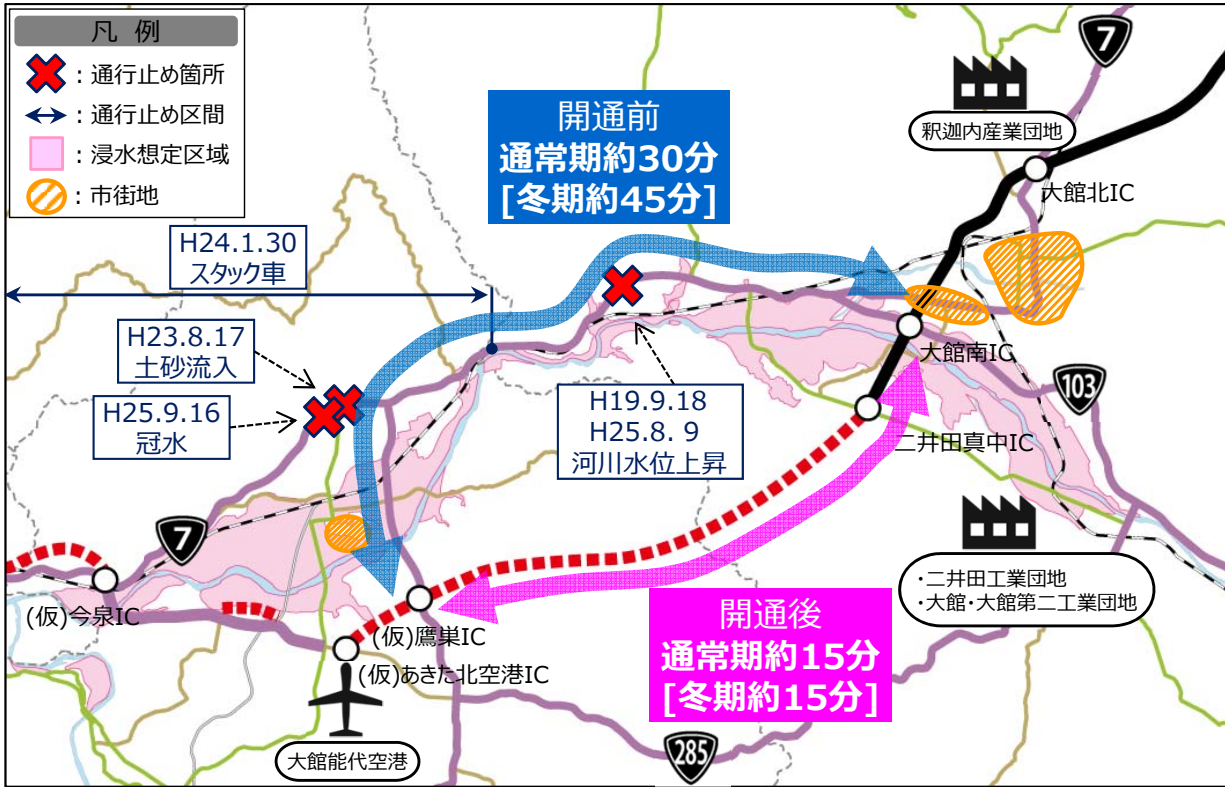 凡 例
：通行止め箇所
：通行止め区間
：浸水想定区域
：市街地
7
釈迦内産業団地
大館北IC
開通前
通常期約30分
[冬期約45分]
H24.1.30
スタック車
H23.8.17
土砂流入
H25.9.16
冠水
H19.9.18
H25.8. 9
河川水位上昇
大館南IC
103
二井田真中IC
7
・二井田工業団地
・大館・大館第二工業団地
(仮)今泉IC
(仮)鷹巣IC
(仮)あきた北空港IC
開通後
通常期約15分
[冬期約15分]
大館能代空港
285